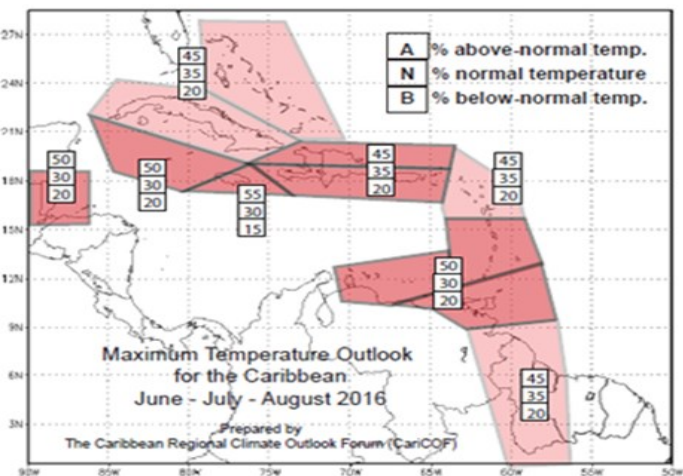 27N
24N
21N
18N
15N
12N
9N
6N
3N
A % above-normal temp.
N % normal temperature
B % below-normal temp.
45
35
20
50
30
20
50
30
20
55
30
15
45
35
20
45
35
20
50
30
20
45
35
20
Maximum Temperature Outlook
for the Caribbean
June - July - August 2016
Prepared by
The Caribbean Regional Climate Outlook Forum (CariCOF)
90W 85W 80W 75W 70W 65W 60W 55W 50W